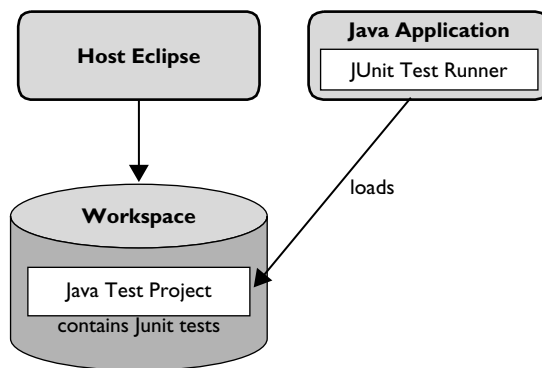 Host Eclipse
Java Application
JUnit Test Runner
loads
Workspace
Java Test Project
contains Junit tests